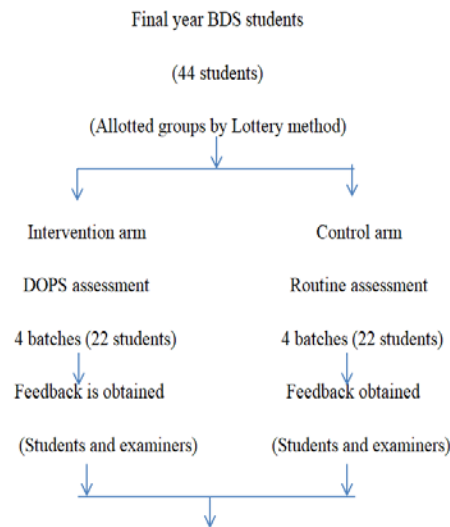 Final year BDS students
(44 students)
(Allotted groups by Lottery method)
Intervention arm
DOPS assessment
4 batches (22 students)
Feedback is obtained
(Students and examiners)
Control arm
Routine assessment
4 batches (22 students)
Feedback obtained
(Students and examiners)